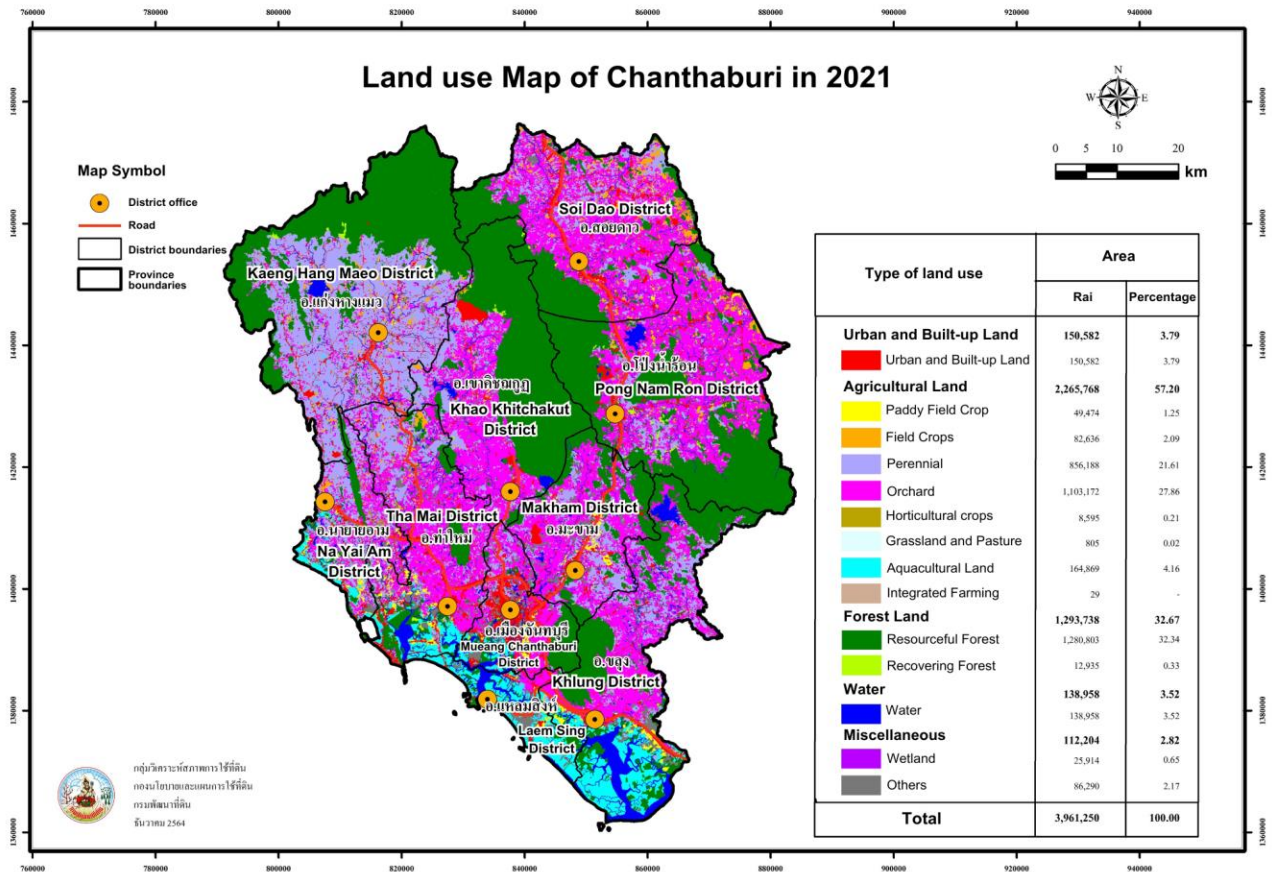 760000 780000 800000 820000 840000 860000 880000 900000 920000 940000
Land use Map of Chanthaburi in 2021
N
W E
S
0 5 10 20
km
Map Symbol
District office
Road
District boundaries
Province
boundaries
1480000
1460000
1440000
1420000
1400000
1380000
1360000
1480000
1460000
1440000
1420000
1400000
1380000
1360000
Soi Dao District
อ.สอยดาว
Kaeng Hang Maeo District
อ.แก่งหางแมว
อ.โป่งน้ำร้อน
Pong Nam Ron District
อ.เขาคิชฌกูฏ
Khao Khitchakut
District
Makham District
อ.มะขาม
Tha Mai District
อ.ท่าใหม่
อ.นายายอาม
Na Yai Am
District
อ.เมืองจันทบุรี
Mueang Chanthaburi
District
อ.ขลุง
Khlung District
อ.แหลมสิงห์
Laem Sing
District
Type of land use Area
Rai Percentage
Urban and Built-up Land 150,582 3.79
Urban and Built-up Land 150,582 3.79
Agricultural Land 2,265,768 57.20
Paddy Field Crop 49,474 1.25
Field Crops 82,636 2.09
Perennial 856,188 21.61
Orchard 1,103,172 27.86
Horticultural crops 8,595 0.21
Grassland and Pasture 805 0.02
Aquacultural Land 164,869 4.16
Integrated Farming 29 -
Forest Land 1,293,738 32.67
Resourceful Forest 1,280,803 32.34
Recovering Forest 12,935 0.33
Water 138,958 3.52
Water 138,958 3.52
Miscellaneous 112,204 2.82
Wetland 25,914 0.65
Others 86,290 2.17
Total 3,961,250 100.00
กลุ่มวิเคราะห์สภาพการใช้ที่ดิน
กองนโยบายและแผนการใช้ที่ดิน
กรมพัฒนาที่ดิน
ธันวาคม 2564
760000 780000 800000 820000 840000 860000 880000 900000 920000 940000